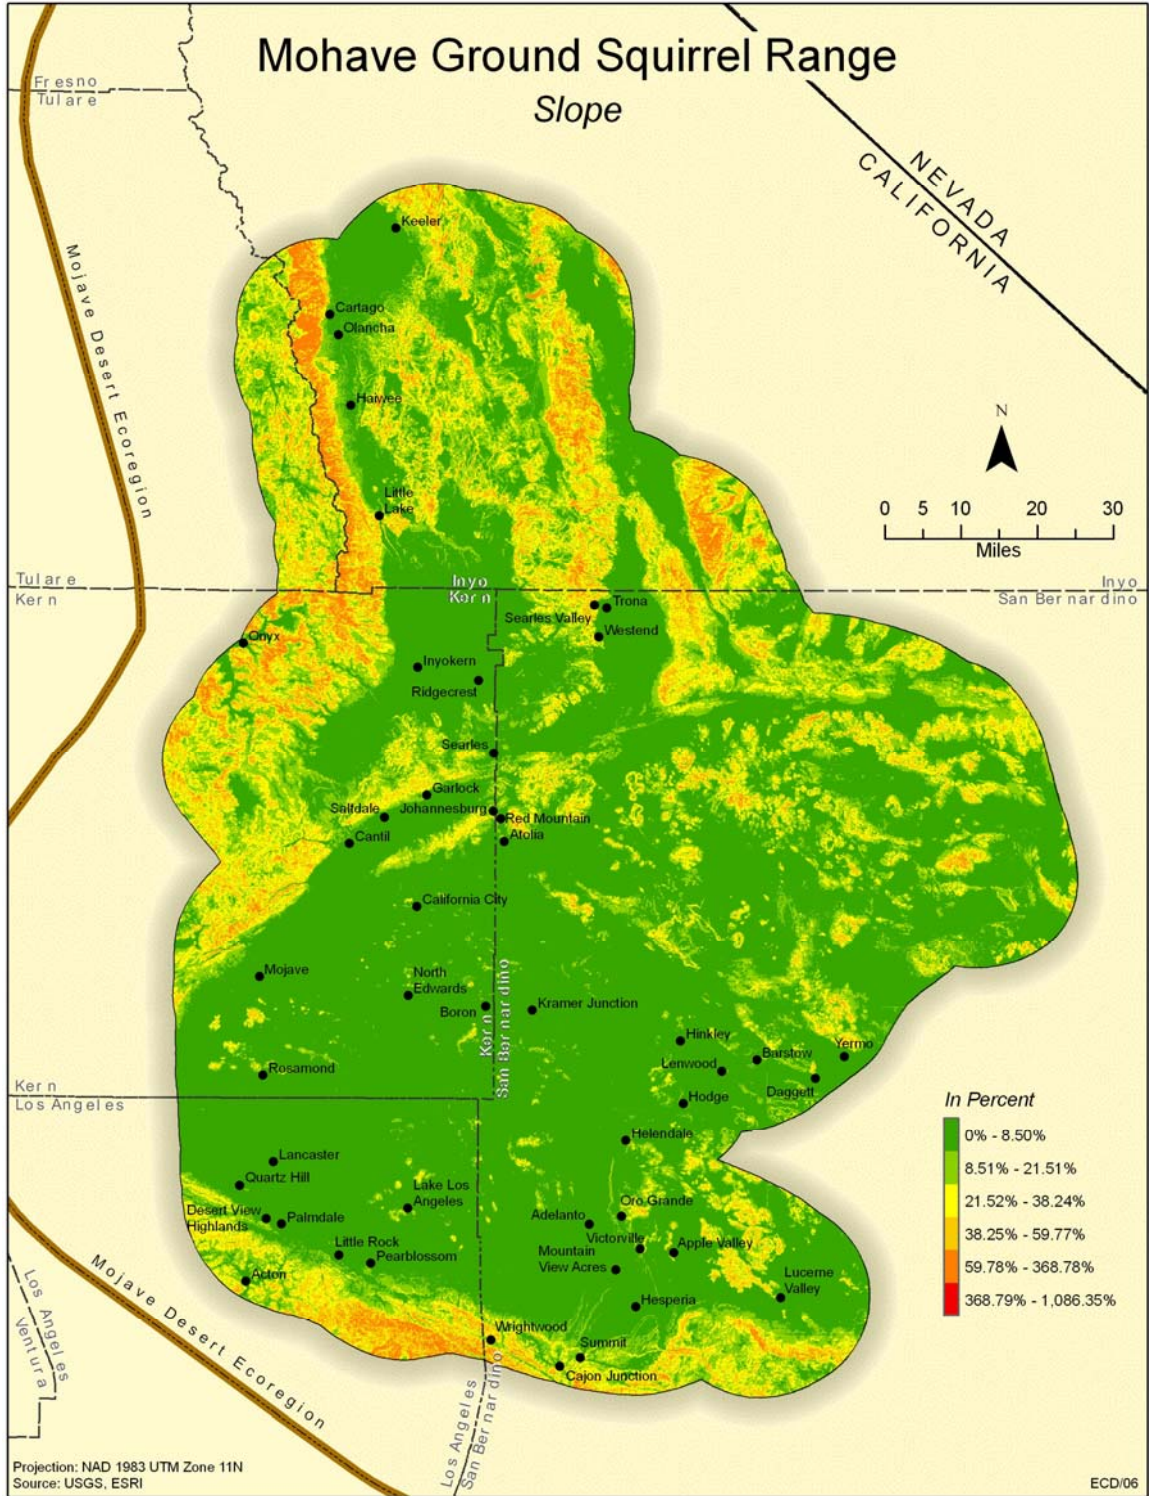 Mohave Ground Squirrel Range
Slope
Fresno
Tulare
NEVADA
CALIFORNIA
Mojave Desert Ecoregion
Keeler
Cartago
Olancha
Haiwee
Little
Lake
N
0 5 10 20 30
Miles
Tulare
Kern
Inyo
Kern
Inyo
San Bernardino
Trona
Searles Valley
Westend
Onyx
Inyokern
Ridgecrest
Searles
Garlock
Saltdale
Johannesburg
Red Mountain
Atolia
Cantil
California City
Mojave
North
Edwards
Boron
Kern
San Bernardino
Kramer Junction
Hinkley
Yermo
Barstow
Lenwood
Daggett
Rosamond
Hodge
Kern
Los Angeles
Helendale
Lancaster
Quartz Hill
Lake Los
Angeles
Desert View
Highlands
Palmdale
Oro Grande
Adelanto
Victorville
Little Rock
Pearblossom
Mountain
View Acres
Apple Valley
Acton
Lucerne
Valley
Hesperia
Wrightwood
Summit
Cajon Junction
In Percent
0% - 8.50%
8.51% - 21.51%
21.52% - 38.24%
38.25% - 59.77%
59.78% - 368.78%
368.79% - 1,086.35%
Los Angeles
Ventura
Mojave Desert Ecoregion
Los Angeles
San Bernardino
Projection: NAD 1983 UTM Zone 11N
Source: USGS, ESRI
ECD/06